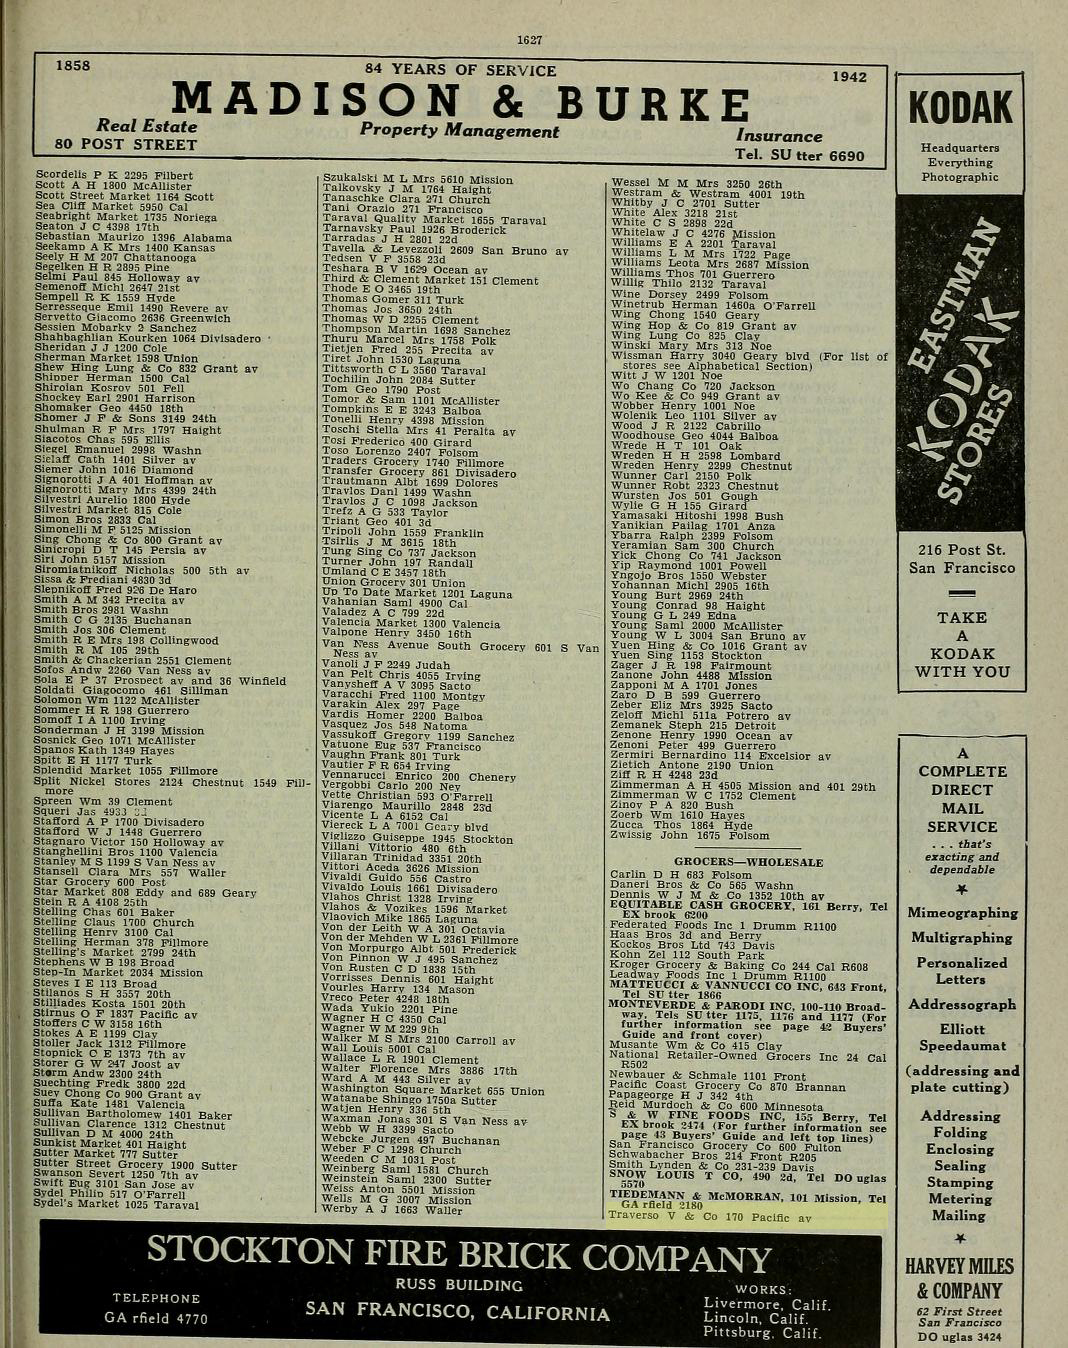 1627
1858
84 YEARS OF SERVICE
1942
MADISON & BURKE
Real Estate
Property Management
Insurance
80 POST STREET
Tel. SU tter 6690
Scordelis P K 2295 Filbert
Scott A H 1800 McAllister
Scott Street Market 1164 Scott
Sea Cliff Market 5950 Cal
Seabright Market 1735 Noriega
Seaton J C 4398 17th
Sebastian Maurizo 1396 Alabama
Seekamp A K Mrs 1400 Kansas
Seely H M 207 Chattanooga
Segelken H R 2895 Pine
Selmi Paul 845 Holloway av
Semenoff Michl 2647 21st
Sempell R K 1559 Hyde
Serresseque Emil 1490 Revere av
Servetto Giacomo 2636 Greenwich
Sessien Mobarky 2 Sanchez
Shahbaghlian Kourken 1064 Divisadero
Sheridan J J 1200 Cole
Sherman Market 1598 Union
Shew Hing Lung & Co 832 Grant av
Shipper Herman 1500 Cal
Shirolan Kosrov 501 Fell
Shockey Earl 2901 Harrison
Shomaker Geo 4450 18th
Shomer J F & Sons 3149 24th
Shulman R F Mrs 1797 Haight
Siacotos Chas 595 Ellis
Siegel Emanuel 2998 Washn
Sielaff Cath 1401 Silver av
Siemer John 1016 Diamond
Signorotti J A 401 Hoffman av
Signorotti Mary Mrs 4399 24th
Silvestri Aurelio 1800 Hyde
Silvestri Market 815 Cole
Simon Bros 2833 Cal
Simonelli M F 5125 Mission
Sing Chong & Co 800 Grant av
Sinicropi D T 145 Persia av
Siri John 5157 Mission
Siromiatnikoff Nicholas 500 5th av
Sissa & Frediani 4830 3d
Slepnikoff Fred 926 De Haro
Smith A M 342 Precita av
Smith Bros 2981 Washn
Smith C G 2135 Buchanan
Smith Jos 306 Clement
Smith R E Mrs 198 Collingwood
Smith R M 105 29th
Smith & Chackerian 2551 Clement
Sofos Andw 2260 Van Ness av
Sola E P 37 Prospect av and 36 Winfield
Soldati Giagocomo 461 Silliman
Solomon Wm 1122 McAllister
Sommer H R 198 Guerrero
Somoff I A 1100 Irving
Sonderman J H 3199 Mission
Sosnick Geo 1071 McAllister
Spanos Kath 1349 Hayes
Spitt E H 1177 Turk
Splendid Market 1055 Fillmore
Split Nickel Stores 2124 Chestnut 1549 Fill-
more
Spreen Wm 39 Clement
Squeri Jas 4933
Stafford A P 1700 Divisadero
Stafford W J 1448 Guerrero
Stagnaro Victor 150 Holloway av
Stanghellini Bros 1100 Valencia
Stanley M S 1199 S Van Ness av
Stansell Clara Mrs 557 Waller
Star Grocery 600 Post
Star Market 808 Eddy and 689 Geary
Stein R A 4108 25th
Stelling Chas 601 Baker
Stelling Claus 1700 Church
Stelling Henry 3100 Cal
Stelling Herman 378 Fillmore
Stelling's Market 2799 24th
Stephens W B 198 Broad
Step-In Market 2034 Mission
Steves I E 113 Broad
Stilanos S H 3557 20th
Stilliades Kosta 1501 20th
Stirnus O F 1837 Pacific av
Stoffers C W 3158 16th
Stokes A E 1199 Clay
Stoller Jack 1312 Fillmore
Stopnick C E 1373 7th av
Storer G W 247 Joost av
Storm Andw 2300 24th
Suechting Fredk 3800 22d
Suey Chong Co 900 Grant av
Suffa Kate 1481 Valencia
Sullivan Bartholomew 1401 Baker
Sullivan Clarence 1312 Chestnut
Sullivan D M 4000 24th
Sunkist Market 401 Haight
Sutter Market 777 Sutter
Sutter Street Grocery 1900 Sutter
Swanson Severt 1250 7th av
Swift Eug 3101 San Jose av
Sydel Philip 517 O'Farrell
Sydel's Market 1025 Taraval
Szukalski M L Mrs 5610 Mission
Talkovsky J M 1764 Haight
Tanaschke Clara 271 Church
Tani Orazio 271 Francisco
Taraval Quality Market 1655 Taraval
Tarnavsky Paul 1926 Broderick
Tarradas J H 2801 22d
Tavella & Levezzoli 2609 San Bruno av
Tedsen V F 3558 23d
Teshara B V 1629 Ocean av
Third & Clement Market 151 Clement
Thode E O 3465 19th
Thomas Gomer 311 Turk
Thomas Jos 3650 24th
Thomas W D 2255 Clement
Thompson Martin 1698 Sanchez
Thuru Marcel Mrs 1758 Polk
Tietjen Fred 255 Precita av
Tiret John 1530 Laguna
Tittsworth C L 3560 Taraval
Tochilin John 2084 Sutter
Tom Geo 1790 Post
Tomor & Sam 1101 McAllister
Tompkins E E 3243 Balboa
Tonelli Henry 4398 Mission
Toschi Stella Mrs 41 Peralta av
Tosi Frederico 400 Girard
Toso Lorenzo 2407 Folsom
Traders Grocery 1740 Fillmore
Transfer Grocery 861 Divisadero
Trautmann Albt 1699 Dolores
Travlos Danl 1499 Washn
Travlos J C 1098 Jackson
Trefz A G 533 Taylor
Triant Geo 401 3d
Tripoli John 1559 Franklin
Tsirlis J M 3615 18th
Tung Sing Co 737 Jackson
Turner John 197 Randall
Umland C E 3457 18th
Union Grocery 301 Union
Up To Date Market 1201 Laguna
Vahanian Saml 4900 Cal
Valadez A C 799 22d
Valencia Market 1300 Valencia
Valpone Henry 3450 16th
Van Ness Avenue South Grocery 601 S Van
Ness av
Vanoli J P 2249 Judah
Van Pelt Chris 4055 Irving
Vanysheff A V 3095 Sacto
Varacchi Fred 1100 Montgy
Varakin Alex 297 Page
Vardis Homer 2200 Balboa
Vasquez Jos 548 Natoma
Vassukoff Gregory 1199 Sanchez
Vatuone Eug 537 Francisco
Vaughn Frank 801 Turk
Vautier F R 654 Irving
Vennarucci Enrico 200 Chenery
Vergobbi Carlo 200 Ney
Vette Christian 593 O'Farrell
Viarengo Maurillo 2848 23d
Vicente L A 6152 Cal
Viereck L A 7001 Geary blvd
Viglizzo Guiseppe 1945 Stockton
Villani Vittorio 480 6th
Villaran Trinidad 3351 20th
Vittori Aceda 3626 Mission
Vivaldi Guido 556 Castro
Vivaldo Louis 1661 Divisadero
Vlahos Christ 1328 Irving
Vlahos & Vozikes 1596 Market
Vlaovich Mike 1865 Laguna
Von der Leith W A 301 Octavia
Von der Mehden W L 2361 Fillmore
Von Morpurgo Albt 501 Frederick
Von Pinnon W J 495 Sanchez
Von Rusten C D 1838 15th
Vorrisses Dennis 601 Haight
Vourles Harry 134 Mason
Vreco Peter 4248 18th
Wada Yukio 2201 Pine
Wagner H C 4350 Cal
Wagner W M 229 9th
Walker M S Mrs 2100 Carroll av
Wall Louis 5001 Cal
Wallace L R 1901 Clement
Walter Florence Mrs 3886 17th
Ward A M 443 Silver av
Washington Square Market 655 Union
Watanabe Shingo 1750a Sutter
Watjen Henry 336 5th
Waxman Jonas 301 S Van Ness av
Webb W H 3399 Sacto
Webcke Jurgen 497 Buchanan
Weber F C 1298 Church
Weeden C M 1031 Post
Weinberg Saml 1581 Church
Weinstein Saml 2300 Sutter
Weiss Anton 5501 Mission
Wells M G 3007 Mission
Werby A J 1663 Waller
Wessel M M Mrs 3250 26th
Westram & Westram 4001 19th
Whitby J C 2701 Sutter
White Alex 3218 21st
White C S 2898 22d
Whitelaw J C 4276 Mission
Williams E A 2201 Taraval
Williams L M Mrs 1722 Page
Williams Leota Mrs 2687 Mission
Williams Thos 701 Guerrero
Willig Thilo 2132 Taraval
Wine Dorsey 2499 Folsom
Winetrub Herman 1460a O'Farrell
Wing Chong 1540 Geary
Wing Hop & Co 819 Grant av
Wing Lung Co 825 Clay
Winski Mary Mrs 313 Noe
Wissman Harry 3040 Geary blvd (For list of
stores see Alphabetical Section)
Witt J W 1201 Noe
Wo Chang Co 720 Jackson
Wo Kee & Co 949 Grant av
Wobber Henry 1001 Noe
Wolenik Leo 1101 Silver av
Wood J R 2122 Cabrillo
Woodhouse Geo 4044 Balboa
Wrede H T 101 Oak
Wreden H H 2598 Lombard
Wreden Henry 2299 Chestnut
Wunner Carl 2150 Polk
Wunner Robt 2323 Chestnut
Wursten Jos 501 Gough
Wylie G H 155 Girard
Yamasaki Hitoshi 1998 Bush
Yanikian Pailag 1701 Anza
Ybarra Ralph 2399 Folsom
Yeramian Sam 300 Church
Yick Chong Co 741 Jackson
Yip Raymond 1001 Powell
Yngojo Bros 1550 Webster
Yohannan Michl 2905 16th
Young Burt 2969 24th
Young Conrad 98 Haight
Young G L 249 Edna
Young Saml 2000 McAllister
Young W L 3004 San Bruno av
Yuen Hing & Co 1016 Grant av
Yuen Sing 1153 Stockton
Zager J R 198 Fairmount
Zanone John 4488 Mission
Zapponi M A 1701 Jones
Zaro D B 599 Guerrero
Zeber Eliz Mrs 3925 Sacto
Zeloff Michl 511a Potrero av
Zemanek Steph 215 Detroit
Zenone Henry 1990 Ocean av
Zenoni Peter 499 Guerrero
Zermiri Bernardino 114 Excelsior av
Zietich Antone 2190 Union
Ziff R H 4248 23d
Zimmerman A H 4505 Mission and 401 29th
Zimmerman W C 1752 Clement
Zinov P A 820 Bush
Zoerb Wm 1610 Hayes
Zucca Thos 1864 Hyde
Zwissig John 1675 Folsom
GROCERS—WHOLESALE
Carlin D H 683 Folsom
Daneri Bros & Co 565 Washn
Dennis W J M & Co 1352 10th av
EQUITABLE CASH GROCERY, 161 Berry, Tel
EX brook 6200
Federated Foods Inc 1 Drumm R1100
Haas Bros 3d and Berry
Kockos Bros Ltd 743 Davis
Kohn Zel 112 South Park
Kroger Grocery & Baking Co 244 Cal R608
Leadway Foods Inc 1 Drumm R1100
MATTEUCCI & VANNUCCI CO INC, 643 Front,
Tel SU tter 1866
MONTEVERDE & PARODI INC, 100-110 Broad-
way, Tels SU tter 1175, 1176 and 1177 (For
further information see page 42 Buyers'
Guide and front cover)
Musante Wm & Co 415 Clay
National Retailer-Owned Grocers Inc 24 Cal
R502
Newbauer & Schmale 1101 Front
Pacific Coast Grocery Co 870 Brannan
Papageorge H J 342 4th
Reid Murdoch & Co 600 Minnesota
S & W FINE FOODS INC, 155 Berry, Tel
EX brook 2474 (For further information see
page 43 Buyers' Guide and left top lines)
San Francisco Grocery Co 600 Fulton
Schwabacher Bros 214 Front R205
Smith Lynden & Co 231-239 Davis
SNOW LOUIS T CO, 490 2d, Tel DO uglas
5570
TIEDEMANN & McMORRAN, 101 Mission, Tel
GA rfield 2180
Traverso V & Co 170 Pacific av
KODAK
Headquarters
Everything
Photographic
EASTMAN
KODAK
STORES
216 Post St.
San Francisco
TAKE
A
KODAK
WITH YOU
A
COMPLETE
DIRECT
MAIL
SERVICE
. . . that's
exacting and
dependable
Mimeographing
Multigraphing
Personalized
Letters
Addressograph
Elliott
Speedaumat
(addressing and
plate cutting)
Addressing
Folding
Enclosing
Sealing
Stamping
Metering
Mailing
HARVEY MILES
& COMPANY
62 First Street
San Francisco
DO uglas 3424
STOCKTON FIRE BRICK COMPANY
RUSS BUILDING
TELEPHONE
GA rfield 4770
SAN FRANCISCO, CALIFORNIA
WORKS:
Livermore, Calif.
Lincoln, Calif.
Pittsburg, Calif.